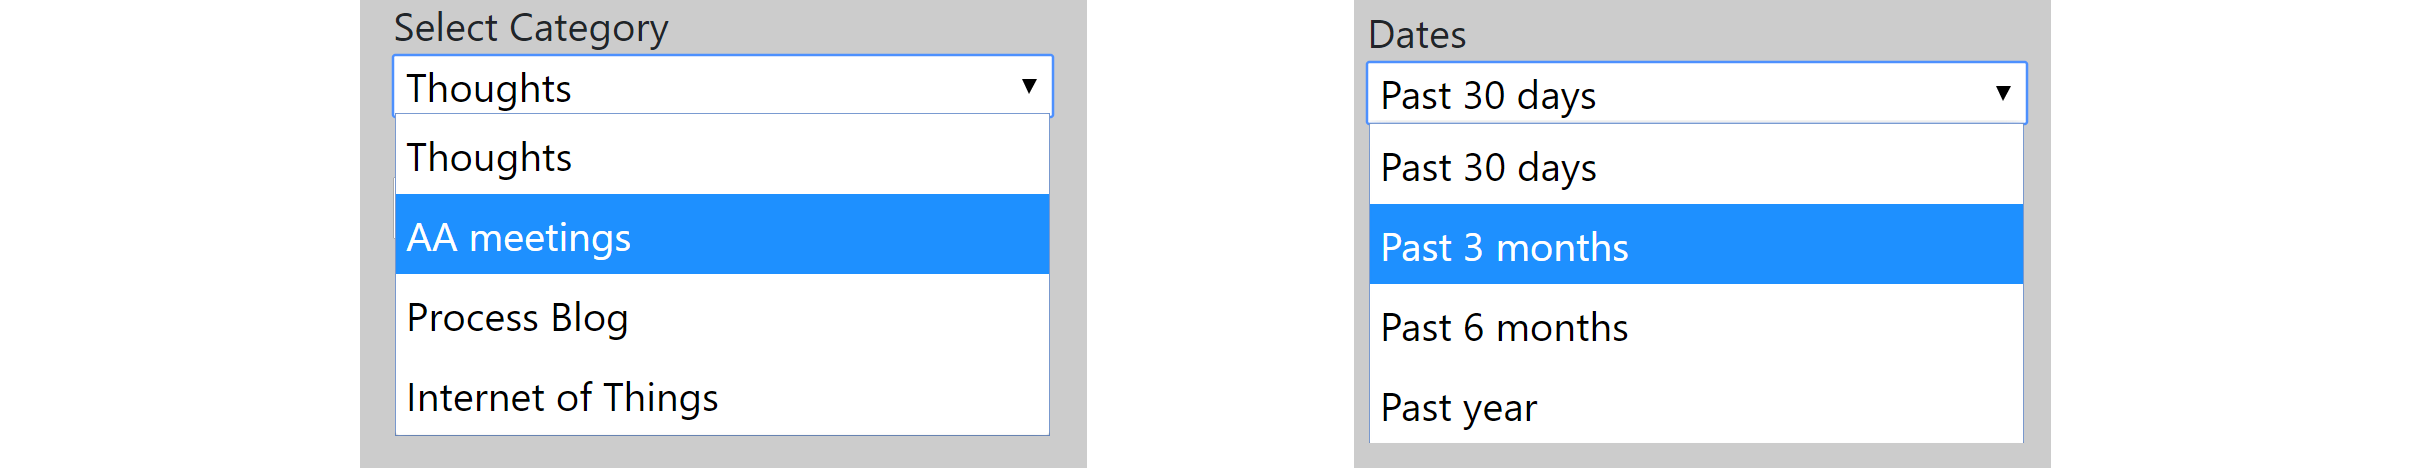 Select Category
Thoughts
Thoughts
AA meetings
Process Blog
Internet of Things
Dates
Past 30 days
Past 30 days
Past 3 months
Past 6 months
Past year